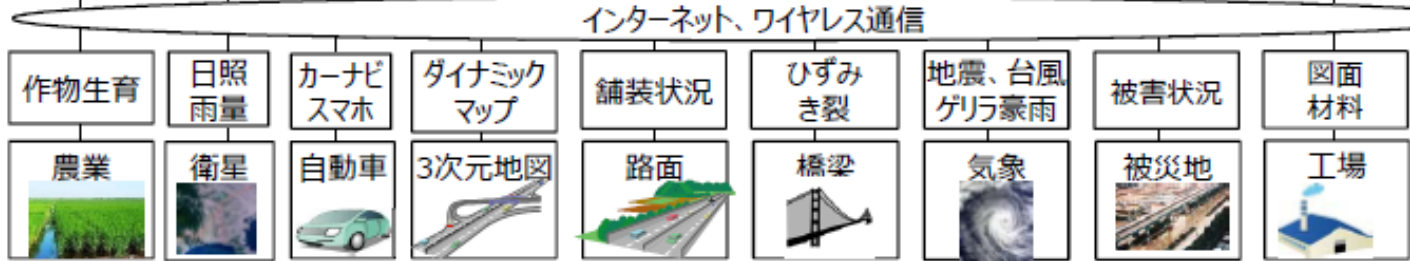 インターネット、ワイヤレス通信
作物生育
日照
雨量
カーナビ
スマホ
ダイナミック
マップ
舗装状況
ひずみ
き裂
地震、台風
ゲリラ豪雨
被害状況
図面
材料
農業
衛星
自動車
3次元地図
路面
橋梁
気象
被災地
工場